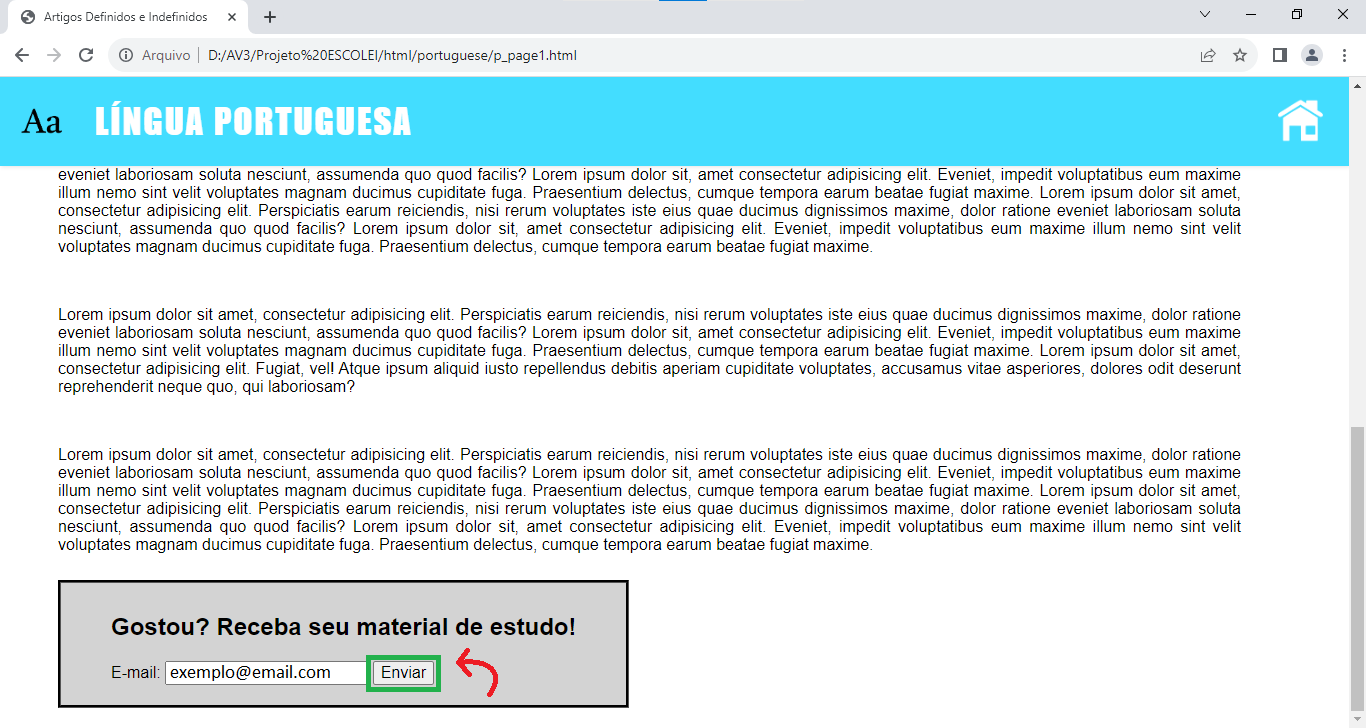 Artigos Definidos e Indefinidos
Arquivo D:/AV3/Projeto%20ESCOLEI/html/portuguese/p_page1.html
Aa LÍNGUA PORTUGUESA
eveniet laboriosam soluta nesciunt, assumenda quo quod facilis? Lorem ipsum dolor sit, amet consectetur adipisicing elit. Eveniet, impedit voluptatibus eum maxime
illum nemo sint velit voluptates magnam ducimus cupiditate fuga. Praesentium delectus, cumque tempora earum beatae fugiat maxime. Lorem ipsum dolor sit amet,
consectetur adipisicing elit. Perspiciatis earum reiciendis, nisi rerum voluptates iste eius quae ducimus dignissimos maxime, dolor ratione eveniet laboriosam soluta
nesciunt, assumenda quo quod facilis? Lorem ipsum dolor sit, amet consectetur adipisicing elit. Eveniet, impedit voluptatibus eum maxime illum nemo sint velit
voluptates magnam ducimus cupiditate fuga. Praesentium delectus, cumque tempora earum beatae fugiat maxime.
Lorem ipsum dolor sit amet, consectetur adipisicing elit. Perspiciatis earum reiciendis, nisi rerum voluptates iste eius quae ducimus dignissimos maxime, dolor ratione
eveniet laboriosam soluta nesciunt, assumenda quo quod facilis? Lorem ipsum dolor sit, amet consectetur adipisicing elit. Eveniet, impedit voluptatibus eum maxime
illum nemo sint velit voluptates magnam ducimus cupiditate fuga. Praesentium delectus, cumque tempora earum beatae fugiat maxime. Lorem ipsum dolor sit amet,
consectetur adipisicing elit. Fugiat, vel! Atque ipsum aliquid iusto repellendus debitis aperiam cupiditate voluptates, accusamus vitae asperiores, dolores odit deserunt
reprehenderit neque quo, qui laboriosam?
Lorem ipsum dolor sit amet, consectetur adipisicing elit. Perspiciatis earum reiciendis, nisi rerum voluptates iste eius quae ducimus dignissimos maxime, dolor ratione
eveniet laboriosam soluta nesciunt, assumenda quo quod facilis? Lorem ipsum dolor sit, amet consectetur adipisicing elit. Eveniet, impedit voluptatibus eum maxime
illum nemo sint velit voluptates magnam ducimus cupiditate fuga. Praesentium delectus, cumque tempora earum beatae fugiat maxime. Lorem ipsum dolor sit amet,
consectetur adipisicing elit. Perspiciatis earum reiciendis, nisi rerum voluptates iste eius quae ducimus dignissimos maxime, dolor ratione eveniet laboriosam soluta
nesciunt, assumenda quo quod facilis? Lorem ipsum dolor sit, amet consectetur adipisicing elit. Eveniet, impedit voluptatibus eum maxime illum nemo sint velit
voluptates magnam ducimus cupiditate fuga. Praesentium delectus, cumque tempora earum beatae fugiat maxime.
Gostou? Receba seu material de estudo!
E-mail: exemplo@email.com Enviar